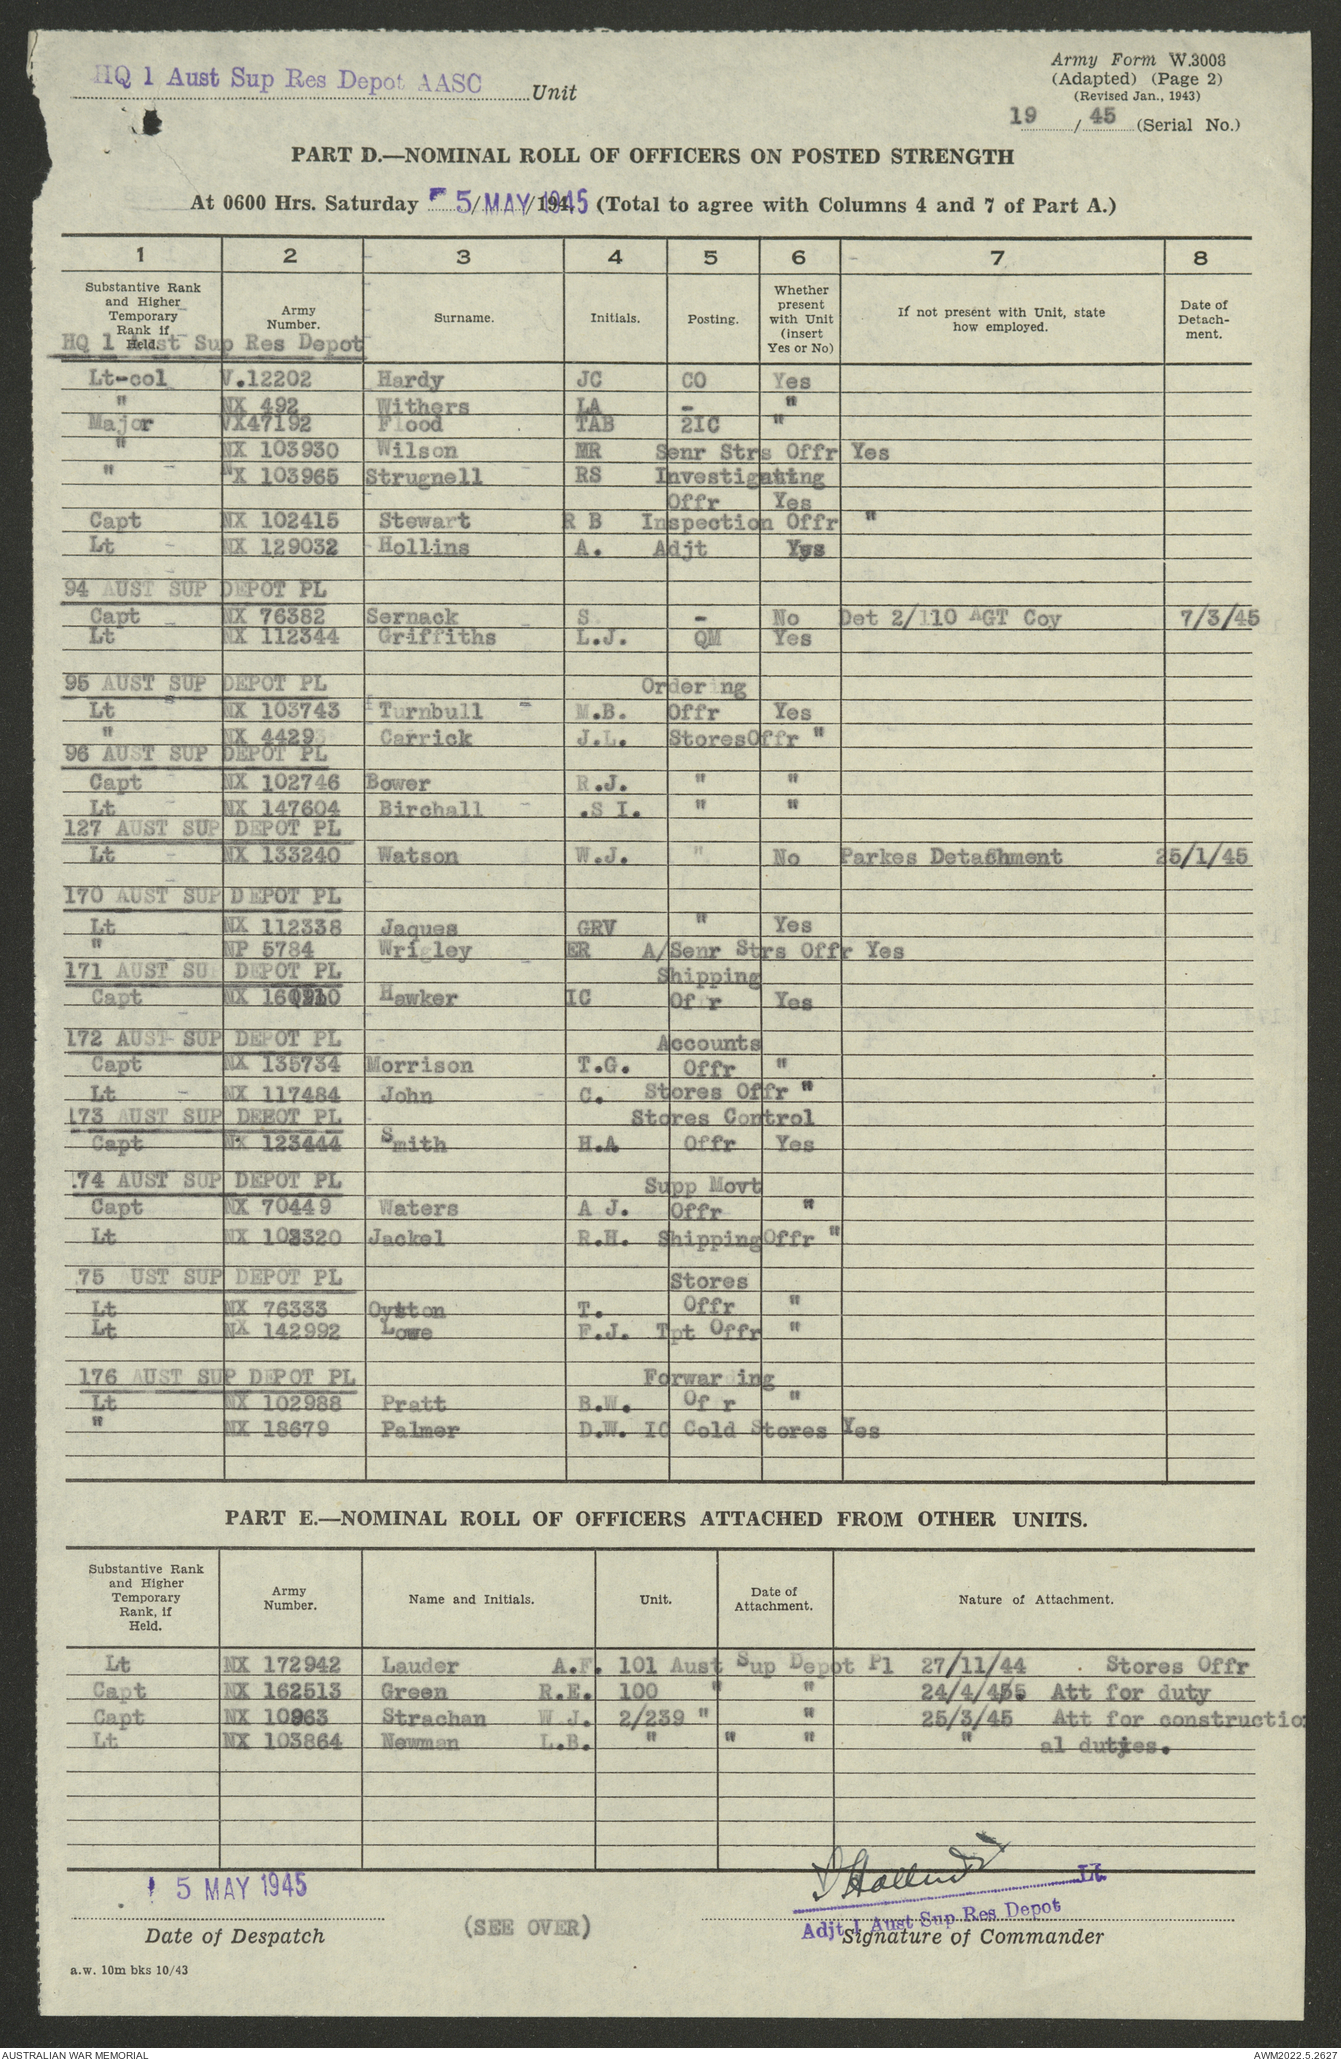 HQ 1 Aust Sup Res Depot AASC Unit
Army Form W.3008
(Adapted) (Page 2)
(Revised Jan., 1943)
19 / 45 (Serial No.)
PART D.—NOMINAL ROLL OF OFFICERS ON POSTED STRENGTH
At 0600 Hrs. Saturday 5/MAY/1945 (Total to agree with Columns 4 and 7 of Part A.)
1 2 3 4 5 6 7 8
Substantive Rank and Higher Temporary Rank if Held. Army Number. Surname. Initials. Posting. Whether present with Unit (insert Yes or No) If not present with Unit, state how employed. Date of Detach-ment.
HQ 1 Aust Sup Res Depot
Lt-col V.12202 Hardy JC CO Yes
" NX 492 Withers LA - "
Major VX47192 Flood TAB 2IC "
" NX 103930 Wilson MR Senr Strs Offr Yes
" NX 103965 Strugnell RS Investigating
Offr Yes
Capt NX 102415 Stewart R B Inspection Offr "
Lt NX 129032 Hollins A. Adjt Yes
94 AUST SUP DEPOT PL
Capt NX 76382 Sernack S - No Det 2/110 AGT Coy 7/3/45
Lt NX 112344 Griffiths L.J. QM Yes
95 AUST SUP DEPOT PL Ordering
Lt NX 103743 Turnbull M.B. Offr Yes
" NX 44293 Carrick J.L. StoresOffr "
96 AUST SUP DEPOT PL
Capt NX 102746 Bower R.J. " "
Lt NX 147604 Birchall .S I. " "
127 AUST SUP DEPOT PL
Lt NX 133240 Watson W.J. " No Parkes Detachment 25/1/45
170 AUST SUP DEPOT PL
Lt NX 112338 Jaques GRV " Yes
" NP 5784 Wrigley ER A/Senr Strs Offr Yes
171 AUST SU DEPOT PL Shipping
Capt NX Hawker IC Of r Yes
172 AUST SUP DEPOT PL Accounts
Capt NX 135734 Morrison T.G. Offr "
Lt NX 117484 John C. Stores Offr "
173 AUST SUP DEPOT PL Stores Control
Capt NX 123444 Smith H.A Offr Yes
174 AUST SUP DEPOT PL Supp Movt
Capt NX 70449 Waters A J. Offr "
Lt NX Jackel R.H. ShippingOffr "
75 UST SUP DEPOT PL Stores
Lt NX 76333 Oyston T. Offr "
Lt NX 142992 Lowe F.J. Tpt Offr "
176 AUST SUP DEPOT PL Forwarding
Lt NX 102988 Pratt B.W. Of r "
" NX 18679 Palmer D.W. IC Cold Stores Yes
PART E.—NOMINAL ROLL OF OFFICERS ATTACHED FROM OTHER UNITS.
Substantive Rank and Higher Temporary Rank, if Held. Army Number. Name and Initials. Unit. Date of Attachment. Nature of Attachment.
Lt NX 172942 Lauder A.F. 101 Aust Sup Depot Pl 27/11/44 . Stores Offr
Capt NX 162513 Green R.E. 100 " " 24/4/45. Att for duty
Capt NX 10963 Strachan W J. 2/239 " " 25/3/45 Att for constructio
Lt NX 103864 Newman L.B. " " " " al duties.
5 MAY 1945
Lt
Adjt 1 Aust Sup Res Depot
Date of Despatch (SEE OVER) Signature of Commander
a.w. 10m bks 10/43
AUSTRALIAN WAR MEMORIAL AWM2022.5.2627